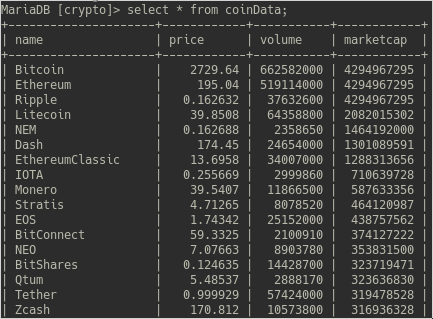 MariaDB [crypto]> select * from coinData;
+--------------------+----------+-----------+------------+
| name | price | volume | marketcap |
+--------------------+----------+-----------+------------+
| Bitcoin | 2729.64 | 662582000 | 4294967295 |
| Ethereum | 195.04 | 519114000 | 4294967295 |
| Ripple | 0.162632 | 37632600 | 4294967295 |
| Litecoin | 39.8508 | 64358800 | 2082015302 |
| NEM | 0.162688 | 2358650 | 1464192000 |
| Dash | 174.45 | 24654000 | 1301089591 |
| EthereumClassic | 13.6958 | 34007000 | 1288313656 |
| IOTA | 0.255669 | 2999860 | 710639728 |
| Monero | 39.5407 | 11866500 | 587633356 |
| Stratis | 4.71265 | 8078520 | 464120987 |
| EOS | 1.74342 | 25152000 | 438757562 |
| BitConnect | 59.3325 | 2100910 | 374127222 |
| NEO | 7.07663 | 8903780 | 353831500 |
| BitShares | 0.124635 | 14428700 | 323719471 |
| Qtum | 5.48537 | 2888170 | 323636830 |
| Tether | 0.999929 | 57424000 | 319478528 |
| Zcash | 170.812 | 10573800 | 316936328 |